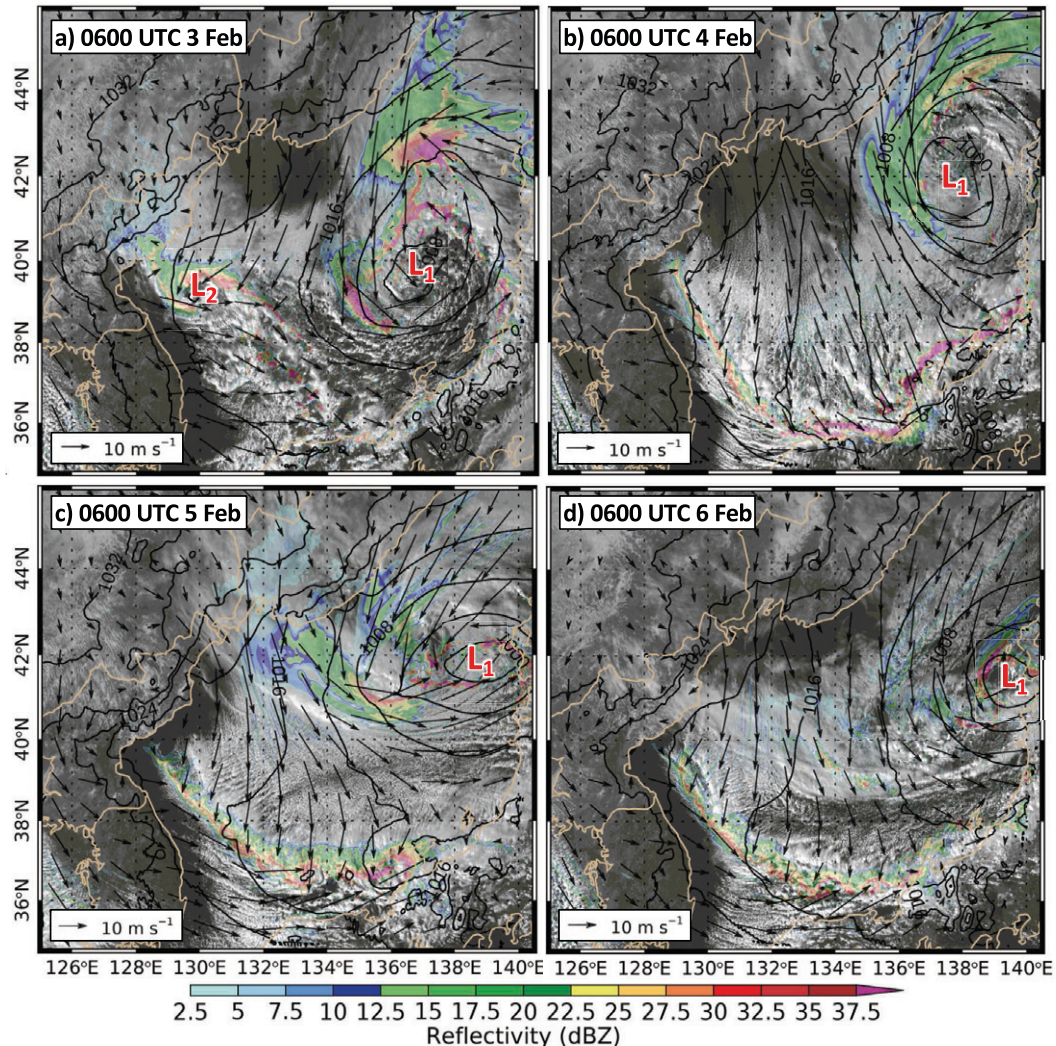 a) 0600 UTC 3 Feb
b) 0600 UTC 4 Feb
1032
1016
1016
L1
L2
10 m s⁻¹
1032
1008
1000
1016
L1
10 m s⁻¹
44°N
42°N
40°N
38°N
36°N
c) 0600 UTC 5 Feb
d) 0600 UTC 6 Feb
1032
1008
1016
1024
L1
1016
10 m s⁻¹
1024
1008
1016
L1
10 m s⁻¹
44°N
42°N
40°N
38°N
36°N
126°E 128°E 130°E 132°E 134°E 136°E 138°E 140°E 126°E 128°E 130°E 132°E 134°E 136°E 138°E 140°E
2.5 5 7.5 10 12.5 15 17.5 20 22.5 25 27.5 30 32.5 35 37.5
Reflectivity (dBZ)